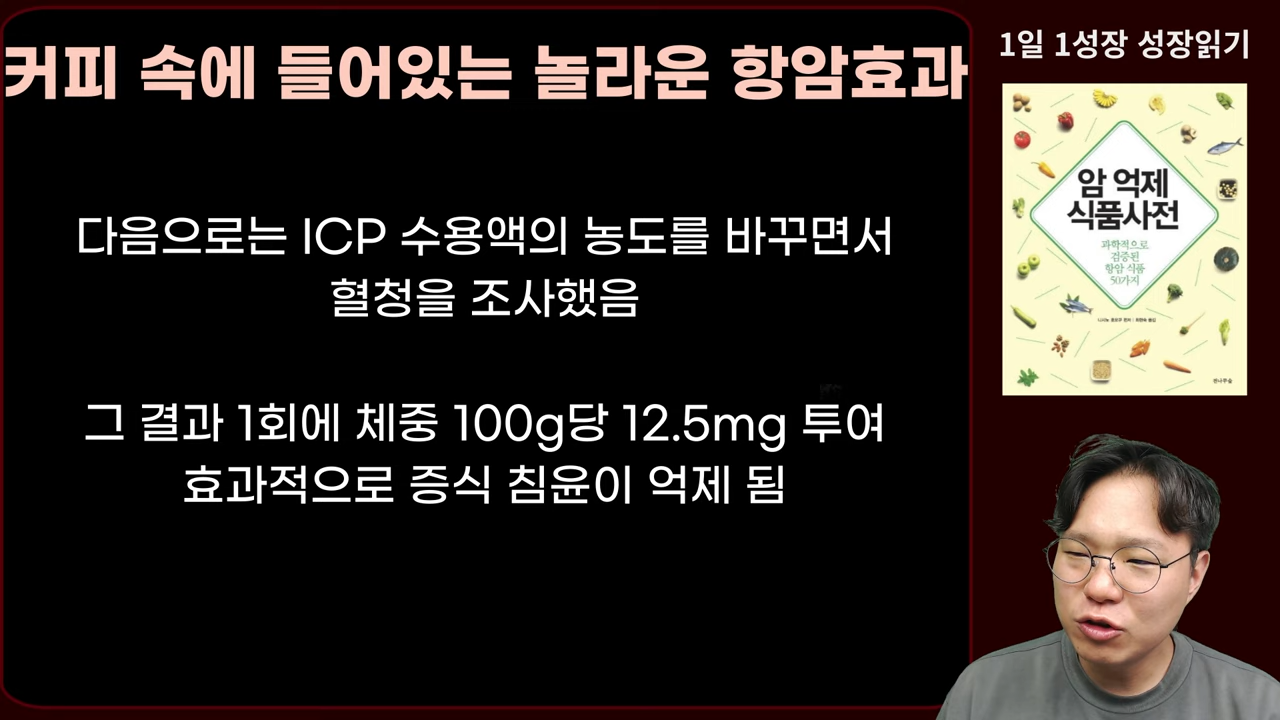 커피 속에 들어있는 놀라운 항암효과
다음으로는 ICP 수용액의 농도를 바꾸면서
혈청을 조사했음
그 결과 1회에 체중 100g당 12.5mg 투여
효과적으로 증식 침윤이 억제 됨
1일 1성장 성장읽기
암 억제
식품사전
과학적으로
검증된
항암 식품
50가지
전나무숲